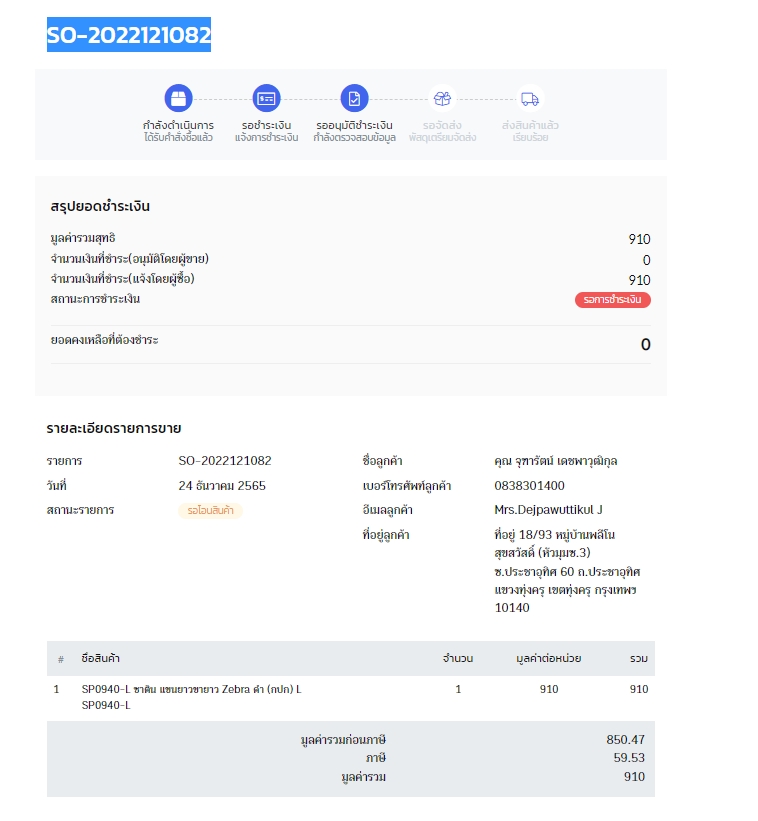 SO-2022121082
กำลังดำเนินการ รอชำระเงิน รออนุมัติชำระเงิน รอจัดส่ง ส่งสินค้าแล้ว
ได้รับคำสั่งซื้อแล้ว แจ้งการชำระเงิน กำลังตรวจสอบข้อมูล พัสดุเตรียมจัดส่ง เรียบร้อย
สรุปยอดชำระเงิน
มูลค่ารวมสุทธิ 910
จำนวนเงินที่ชำระ(อนุมัติโดยผู้ขาย) 0
จำนวนเงินที่ชำระ(แจ้งโดยผู้ซื้อ) 910
สถานะการชำระเงิน รอการชำระเงิน
ยอดคงเหลือที่ต้องชำระ 0
รายละเอียดรายการขาย
รายการ SO-2022121082 ชื่อลูกค้า คุณ จุฑารัตน์ เดชพาวุฒิกุล
วันที่ 24 ธันวาคม 2565 เบอร์โทรศัพท์ลูกค้า 0838301400
สถานะรายการ รอโอนสินค้า อีเมลลูกค้า Mrs.Dejpawuttikul J
ที่อยู่ลูกค้า ที่อยู่ 18/93 หมู่บ้านพลีโน
สุขสวัสดิ์ (หัวมุมซ.3)
ซ.ประชาอุทิศ 60 ถ.ประชาอุทิศ
แขวงทุ่งครุ เขตทุ่งครุ กรุงเทพฯ
10140
# ชื่อสินค้า จำนวน มูลค่าต่อหน่วย รวม
1 SP0940-L ซาติน แขนยาวขายาว Zebra ดำ (กปก) L 1 910 910
SP0940-L
มูลค่ารวมก่อนภาษี 850.47
ภาษี 59.53
มูลค่ารวม 910